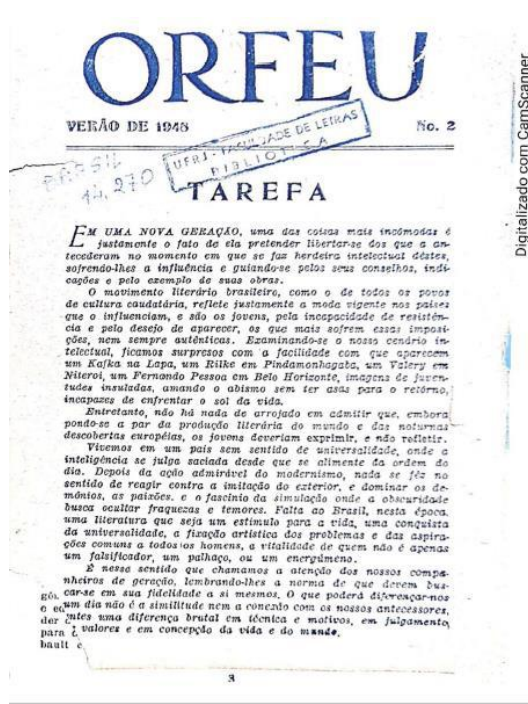 ORFEU
VERÃO DE 1948
No. 2
UFRJ - FACULDADE DE LETRAS
BIBLIOTECA
BRASIL
14.270
TAREFA
EM UMA NOVA GERAÇÃO, uma das coisas mais incômodas é
justamente o fato de ela pretender libertar-se dos que a an-
tecederam no momento em que se faz herdeira intelectual dêstes,
sofrendo-lhes a influência e guiando-se pelos seus conselhos, indi-
cações e pelo exemplo de suas obras.
O movimento literário brasileiro, como o de todos os povos
de cultura caudatária, reflete justamente a moda vigente nos países
que o influenciam, e são os jovens, pela incapacidade de resistên-
cia e pelo desejo de aparecer, os que mais sofrem essas imposi-
ções, nem sempre autênticas. Examinando-se o nosso cenário in-
telectual, ficamos surpresos com a facilidade com que aparecem
um Kafka na Lapa, um Rilke em Pindamonhagaba, um Valery em
Niteroi, um Fernando Pessoa em Belo Horizonte, imagens de juven-
tudes insuladas, amando o abismo sem ter asas para o retôrno,
incapazes de enfrentar o sol da vida.
Entretanto, não há nada de arrojado em admitir que, embora
pondo-se a par da produção literária do mundo e das noturnas
descobertas européias, os jovens deveriam exprimir, e não refletir.
Vivemos em um país sem sentido de universalidade, onde a
inteligência se julga saciada desde que se alimente da ordem do
dia. Depois da ação admirável do modernismo, nada se fêz no
sentido de reagir contra a imitação do exterior, e dominar os de-
mônios, as paixões, e o fascínio da simulação onde a obscuridade
busca ocultar fraquezas e temores. Falta ao Brasil, nesta época,
uma literatura que seja um estímulo para a vida, uma conquista
da universalidade, a fixação artística dos problemas e das aspira-
ções comuns a todos os homens, a vitalidade de quem não é apenas
um falsificador, um palhaço, ou um energúmeno.
É nesse sentido que chamamos a atenção dos nossos compa-
nheiros de geração, lembrando-lhes a norma de que devem bus-
car-se em sua fidelidade a si mesmos. O que poderá diferençar-nos
um dia não é a similitude nem a conexão com os nossos antecessores,
antes uma diferença brutal em técnica e motivos, em julgamento,
valores e em concepção da vida e do mundo.
para
bault
3
Digitalizado com CamScanner